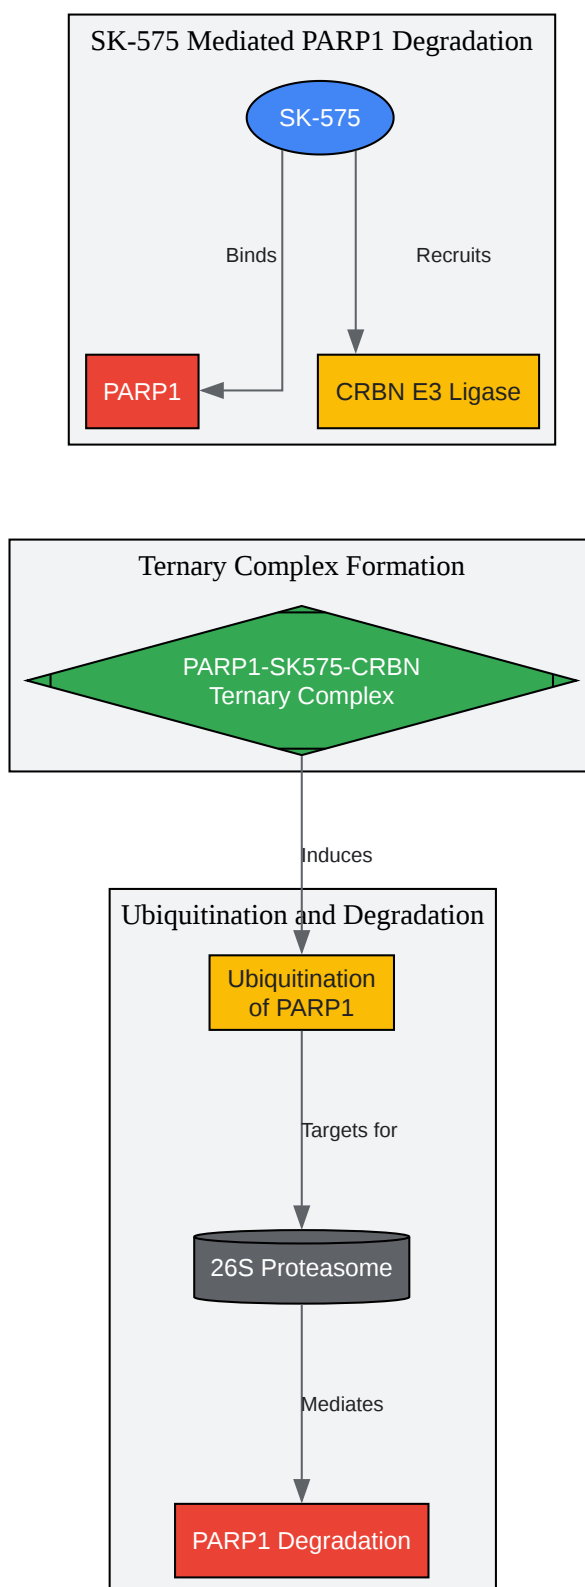 SK-575 Mediated PARP1 Degradation
SK-575
Binds
Recruits
PARP1
CRBN E3 Ligase
Ternary Complex Formation
PARP1-SK575-CRBN
Ternary Complex
Induces
Ubiquitination and Degradation
Ubiquitination
of PARP1
Targets for
26S Proteasome
Mediates
PARP1 Degradation